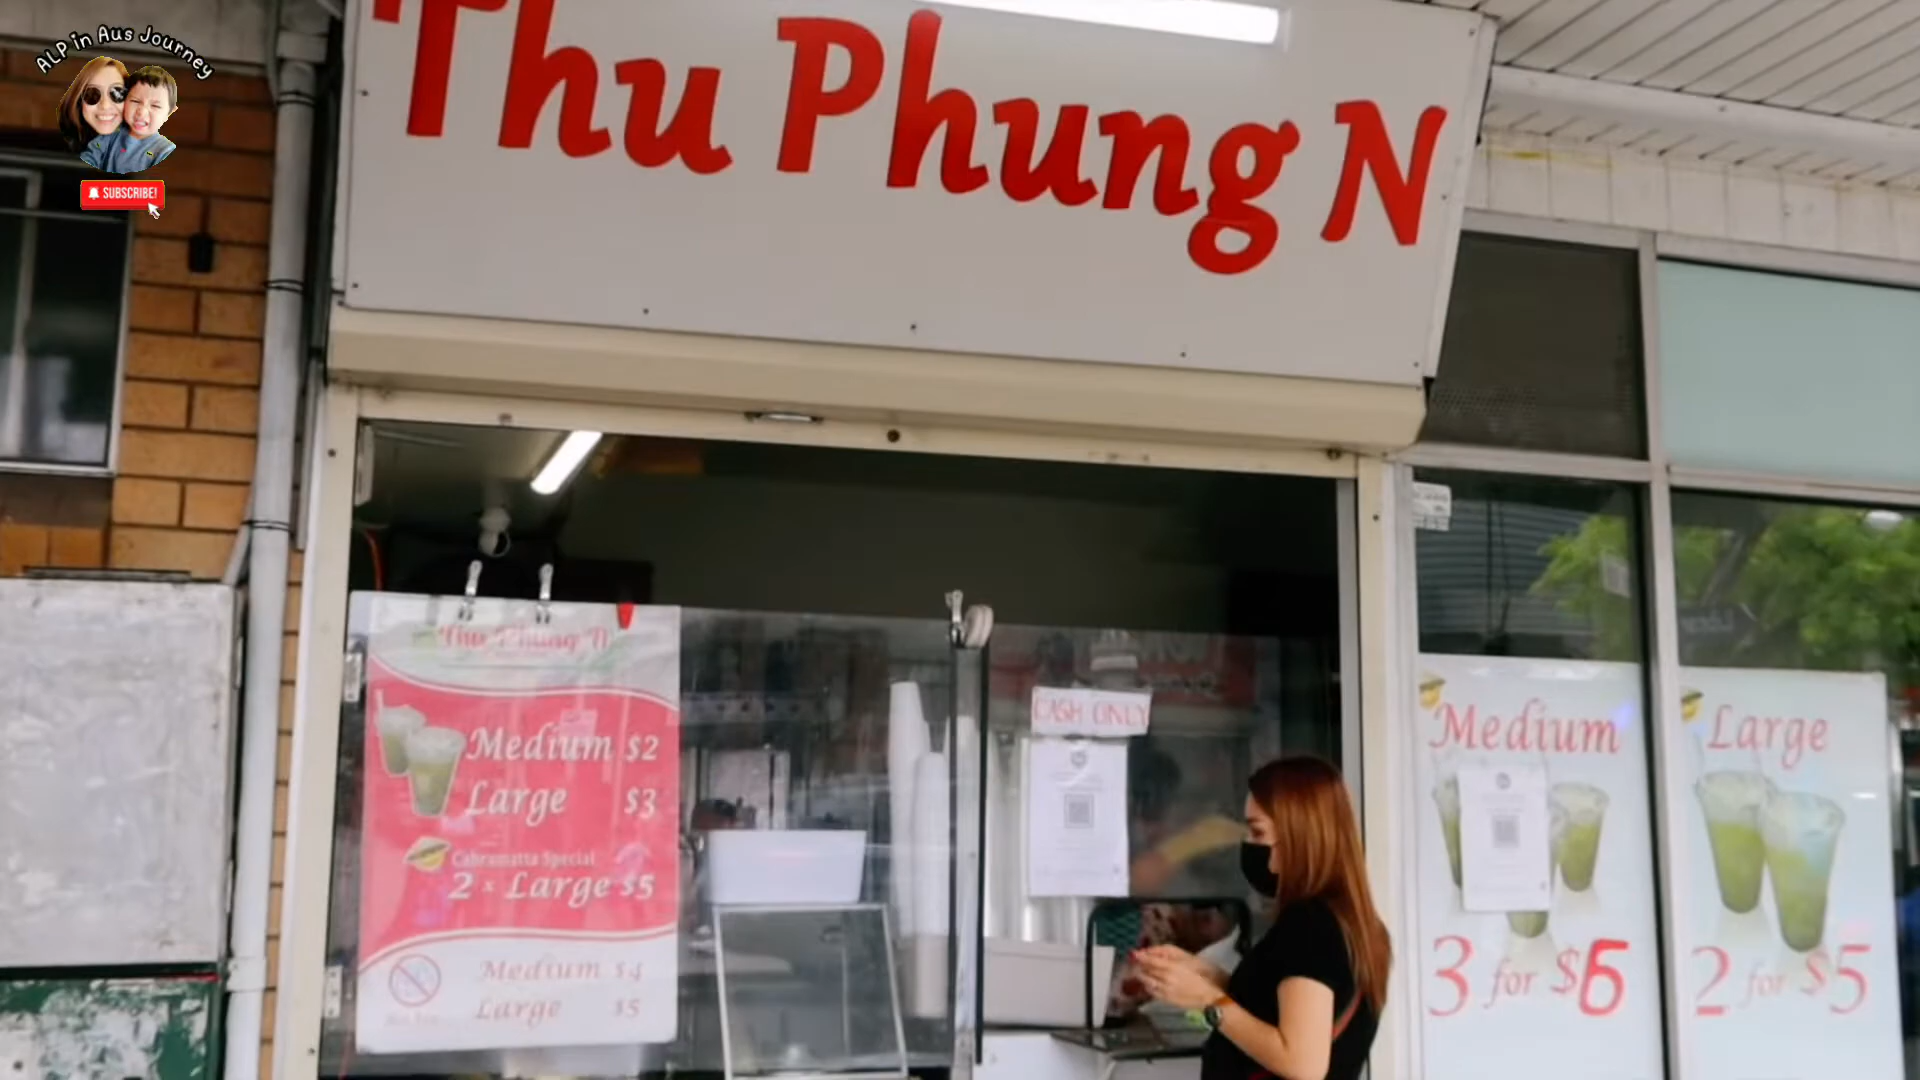 ALP in Aus Journey
SUBSCRIBE!
Thu Phung N
Thu Phung N
Medium $2
Large $3
Cabramatta Special
2 x Large $5
Medium $4
Large $5
CASH ONLY
Medium
3 for $6
Large
2 for $5